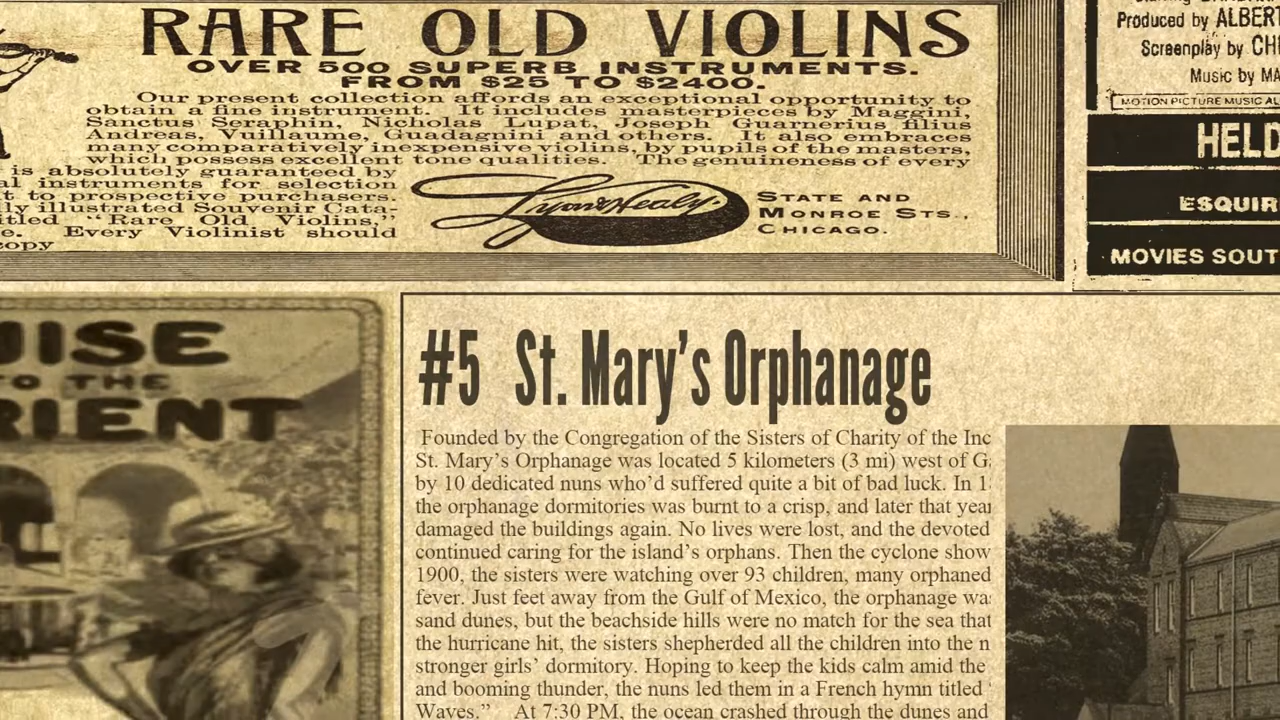 RARE OLD VIOLINS
OVER 500 SUPERB INSTRUMENTS.
FROM $25 TO $2400.
Our present collection affords an exceptional opportunity to
obtain a fine instrument. It includes masterpieces by Maggini,
Sanctus Seraphin, Nicholas Lupat, Joseph Guarnerius filius
Andreas, Vuillaume, Guadagnini and others. It also embraces
many comparatively inexpensive violins, by pupils of the masters,
which possess excellent tone qualities. The genuineness of every
is absolutely guaranteed by
al instruments for selection
t to prospective purchasers.
lly illustrated Souvenir Cata-
itled "Rare Old Violins,"
e. Every Violinist should
copy
Lyon & Healy.
STATE AND
MONROE STS.,
CHICAGO.
Produced by ALBERT
Screenplay by CH
Music by MA
MOTION PICTURE MUSIC AL
HELD
ESQUIR
MOVIES SOUT
UISE
TO THE
RIENT
#5 St. Mary's Orphanage
Founded by the Congregation of the Sisters of Charity of the Inc
St. Mary's Orphanage was located 5 kilometers (3 mi) west of G
by 10 dedicated nuns who'd suffered quite a bit of bad luck. In 1
the orphanage dormitories was burnt to a crisp, and later that year
damaged the buildings again. No lives were lost, and the devoted
continued caring for the island's orphans. Then the cyclone show
1900, the sisters were watching over 93 children, many orphaned
fever. Just feet away from the Gulf of Mexico, the orphanage wa
sand dunes, but the beachside hills were no match for the sea that
the hurricane hit, the sisters shepherded all the children into the n
stronger girls' dormitory. Hoping to keep the kids calm amid the
and booming thunder, the nuns led them in a French hymn titled "
Waves." At 7:30 PM, the ocean crashed through the dunes and